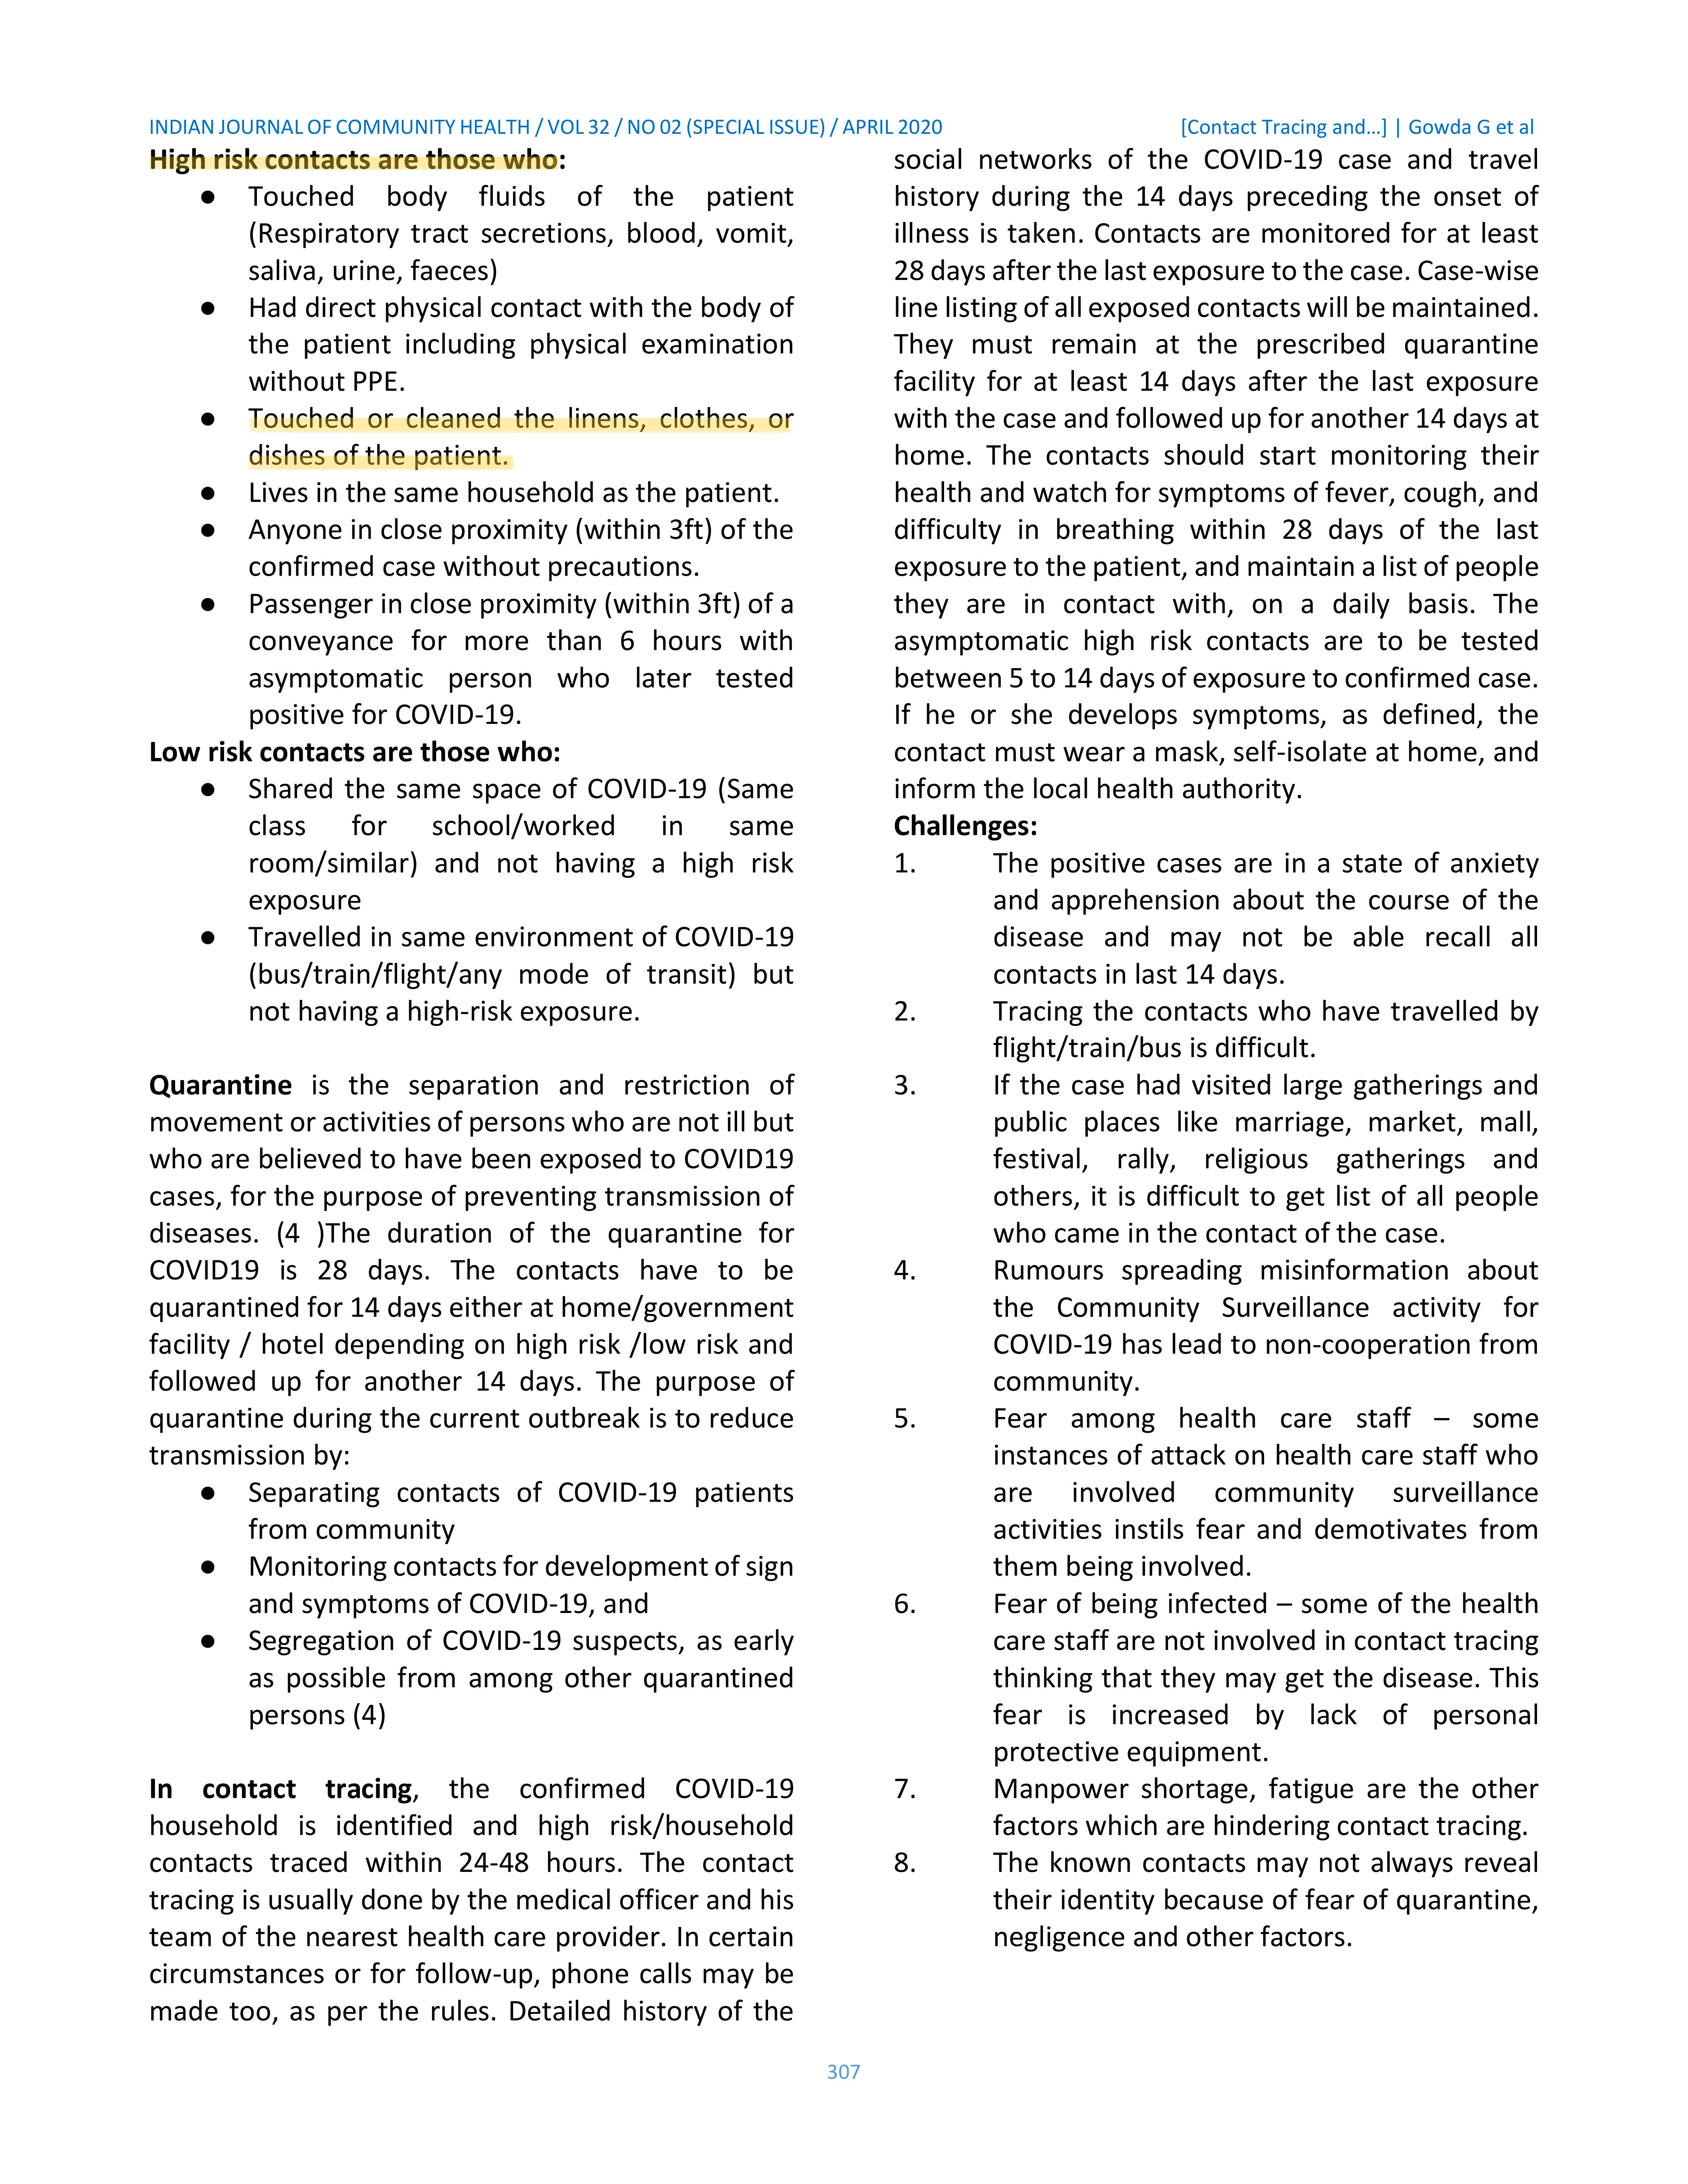 INDIAN JOURNAL OF COMMUNITY HEALTH / VOL 32 / NO 02 (SPECIAL ISSUE) / APRIL 2020 [Contact Tracing and…] | Gowda G et al
High risk contacts are those who:
● Touched body fluids of the patient
(Respiratory tract secretions, blood, vomit,
saliva, urine, faeces)
● Had direct physical contact with the body of
the patient including physical examination
without PPE.
● Touched or cleaned the linens, clothes, or
dishes of the patient.
● Lives in the same household as the patient.
● Anyone in close proximity (within 3ft) of the
confirmed case without precautions.
● Passenger in close proximity (within 3ft) of a
conveyance for more than 6 hours with
asymptomatic person who later tested
positive for COVID-19.
Low risk contacts are those who:
● Shared the same space of COVID-19 (Same
class for school/worked in same
room/similar) and not having a high risk
exposure
● Travelled in same environment of COVID-19
(bus/train/flight/any mode of transit) but
not having a high-risk exposure.
Quarantine is the separation and restriction of
movement or activities of persons who are not ill but
who are believed to have been exposed to COVID19
cases, for the purpose of preventing transmission of
diseases. (4 )The duration of the quarantine for
COVID19 is 28 days. The contacts have to be
quarantined for 14 days either at home/government
facility / hotel depending on high risk /low risk and
followed up for another 14 days. The purpose of
quarantine during the current outbreak is to reduce
transmission by:
● Separating contacts of COVID-19 patients
from community
● Monitoring contacts for development of sign
and symptoms of COVID-19, and
● Segregation of COVID-19 suspects, as early
as possible from among other quarantined
persons (4)
In contact tracing, the confirmed COVID-19
household is identified and high risk/household
contacts traced within 24-48 hours. The contact
tracing is usually done by the medical officer and his
team of the nearest health care provider. In certain
circumstances or for follow-up, phone calls may be
made too, as per the rules. Detailed history of the
social networks of the COVID-19 case and travel
history during the 14 days preceding the onset of
illness is taken. Contacts are monitored for at least
28 days after the last exposure to the case. Case-wise
line listing of all exposed contacts will be maintained.
They must remain at the prescribed quarantine
facility for at least 14 days after the last exposure
with the case and followed up for another 14 days at
home. The contacts should start monitoring their
health and watch for symptoms of fever, cough, and
difficulty in breathing within 28 days of the last
exposure to the patient, and maintain a list of people
they are in contact with, on a daily basis. The
asymptomatic high risk contacts are to be tested
between 5 to 14 days of exposure to confirmed case.
If he or she develops symptoms, as defined, the
contact must wear a mask, self-isolate at home, and
inform the local health authority.
Challenges:
1. The positive cases are in a state of anxiety
and apprehension about the course of the
disease and may not be able recall all
contacts in last 14 days.
2. Tracing the contacts who have travelled by
flight/train/bus is difficult.
3. If the case had visited large gatherings and
public places like marriage, market, mall,
festival, rally, religious gatherings and
others, it is difficult to get list of all people
who came in the contact of the case.
4. Rumours spreading misinformation about
the Community Surveillance activity for
COVID-19 has lead to non-cooperation from
community.
5. Fear among health care staff – some
instances of attack on health care staff who
are involved community surveillance
activities instils fear and demotivates from
them being involved.
6. Fear of being infected – some of the health
care staff are not involved in contact tracing
thinking that they may get the disease. This
fear is increased by lack of personal
protective equipment.
7. Manpower shortage, fatigue are the other
factors which are hindering contact tracing.
8. The known contacts may not always reveal
their identity because of fear of quarantine,
negligence and other factors.
307